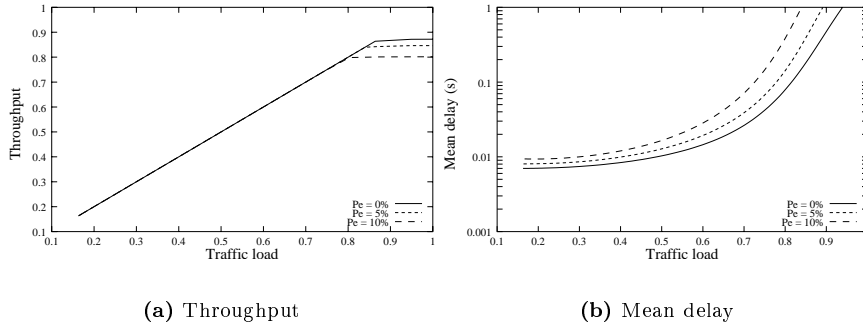 1
0.9
0.8
0.7
0.6
0.5
0.4
0.3
0.2
0.1
Throughput
0.1 0.2 0.3 0.4 0.5 0.6 0.7 0.8 0.9 1
Traffic load
Pe = 0%
Pe = 5%
Pe = 10%
(a) Throughput
1
0.1
0.01
0.001
Mean delay (s)
0.1 0.2 0.3 0.4 0.5 0.6 0.7 0.8 0.9
Traffic load
Pe = 0%
Pe = 5%
Pe = 10%
(b) Mean delay